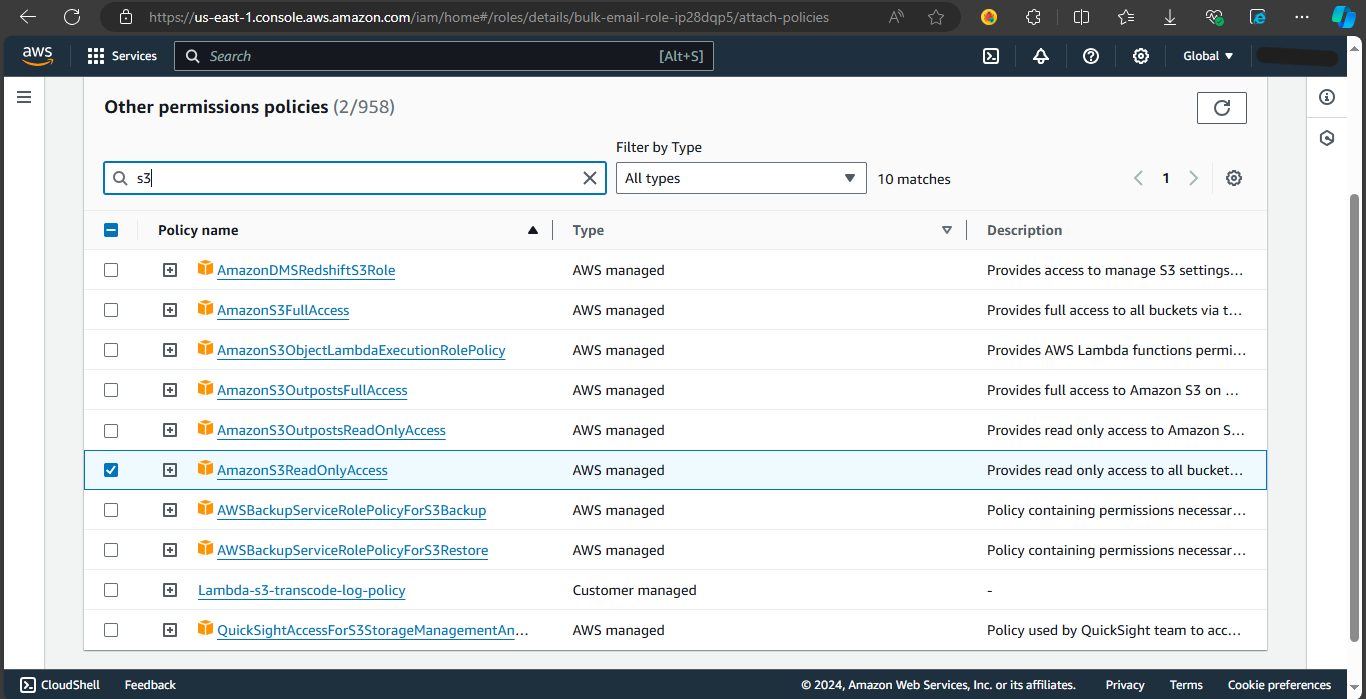 https://us-east-1.console.aws.amazon.com/iam/home#/roles/details/bulk-email-role-ip28dqp5/attach-policies
aws Services Search [Alt+S] Global
Other permissions policies (2/958)
Filter by Type
s3 All types 10 matches 1
Policy name Type Description
AmazonDMSRedshiftS3Role AWS managed Provides access to manage S3 settings...
AmazonS3FullAccess AWS managed Provides full access to all buckets via t...
AmazonS3ObjectLambdaExecutionRolePolicy AWS managed Provides AWS Lambda functions permi...
AmazonS3OutpostsFullAccess AWS managed Provides full access to Amazon S3 on ...
AmazonS3OutpostsReadOnlyAccess AWS managed Provides read only access to Amazon S...
AmazonS3ReadOnlyAccess AWS managed Provides read only access to all bucket...
AWSBackupServiceRolePolicyForS3Backup AWS managed Policy containing permissions necessar...
AWSBackupServiceRolePolicyForS3Restore AWS managed Policy containing permissions necessar...
Lambda-s3-transcode-log-policy Customer managed -
QuickSightAccessForS3StorageManagementAn... AWS managed Policy used by QuickSight team to acc...
CloudShell Feedback © 2024, Amazon Web Services, Inc. or its affiliates. Privacy Terms Cookie preferences